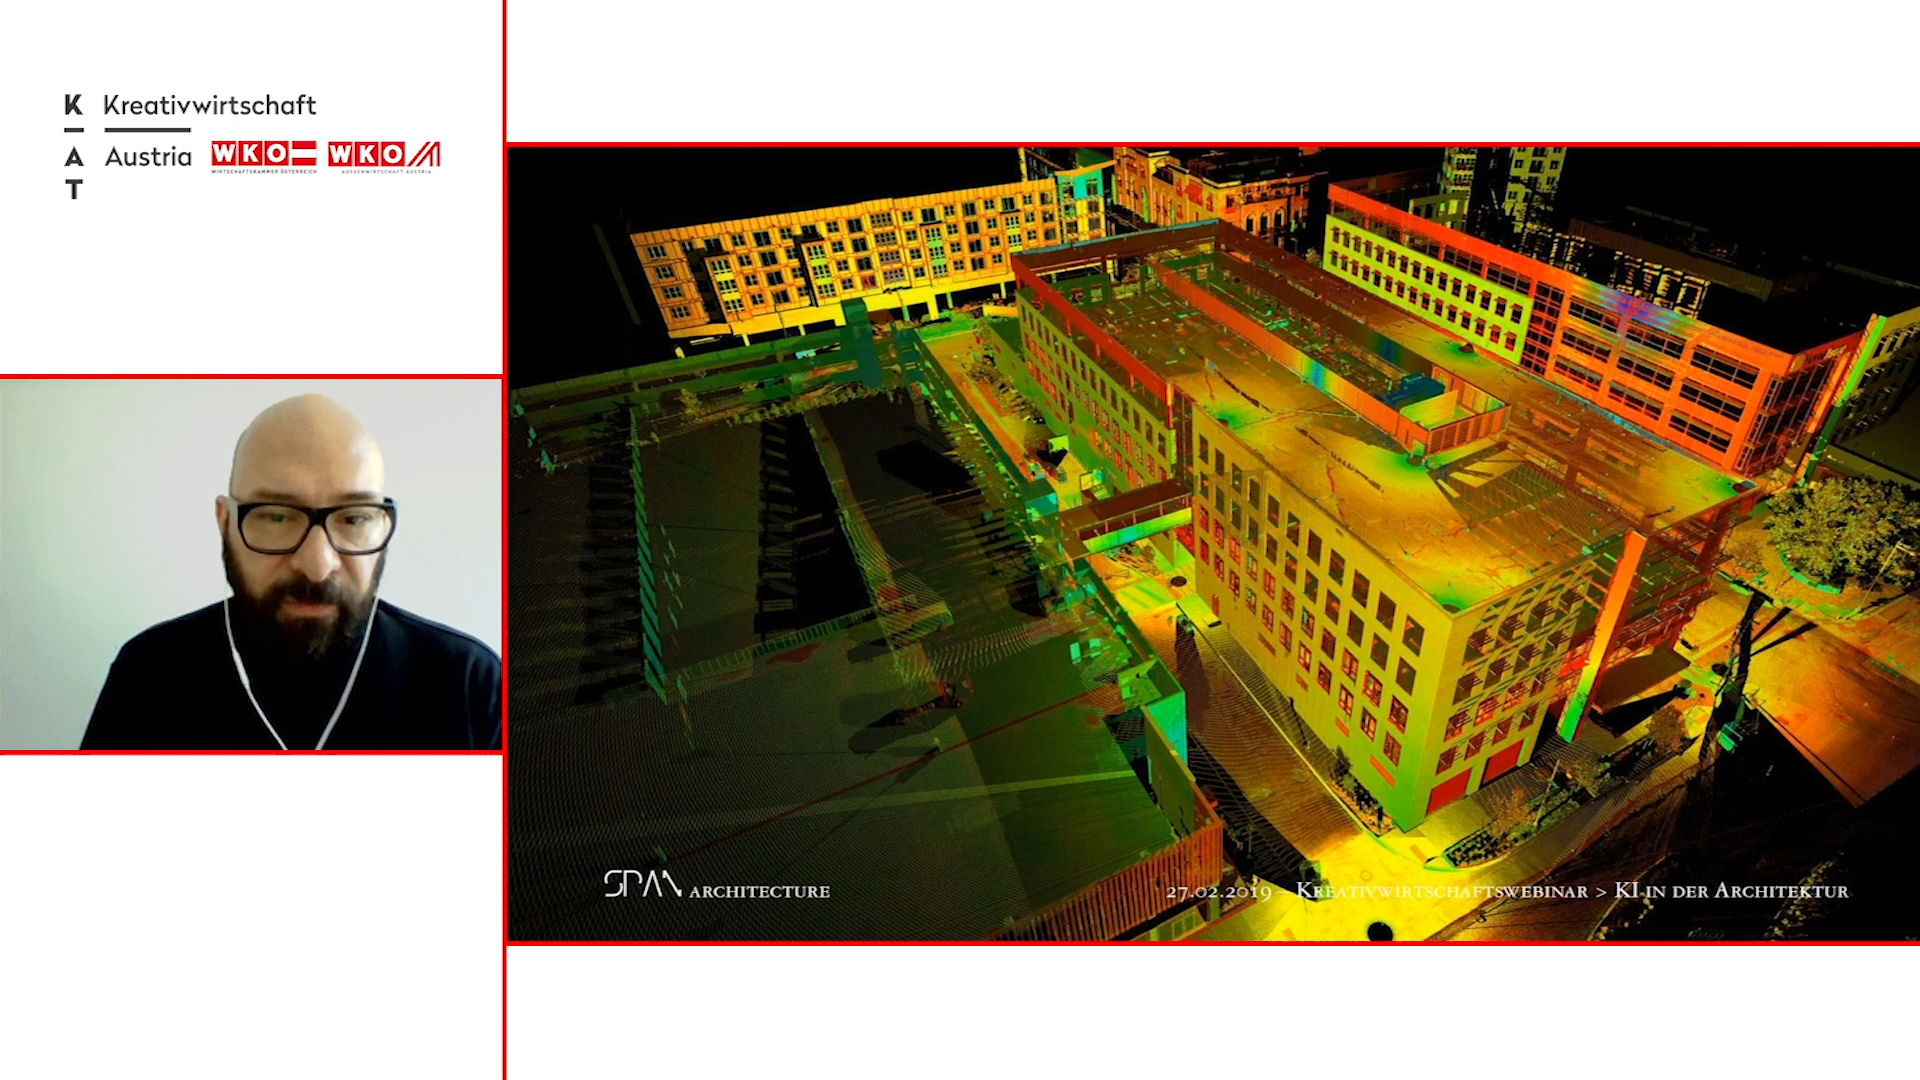 K Kreativwirtschaft
A Austria
T
WKO
WIRTSCHAFTSKAMMER ÖSTERREICH
WKO
AUSSENWIRTSCHAFT AUSTRIA
SPAN ARCHITECTURE
27.02.2019 – Kreativwirtschaftswebinar > KI in der Architektur